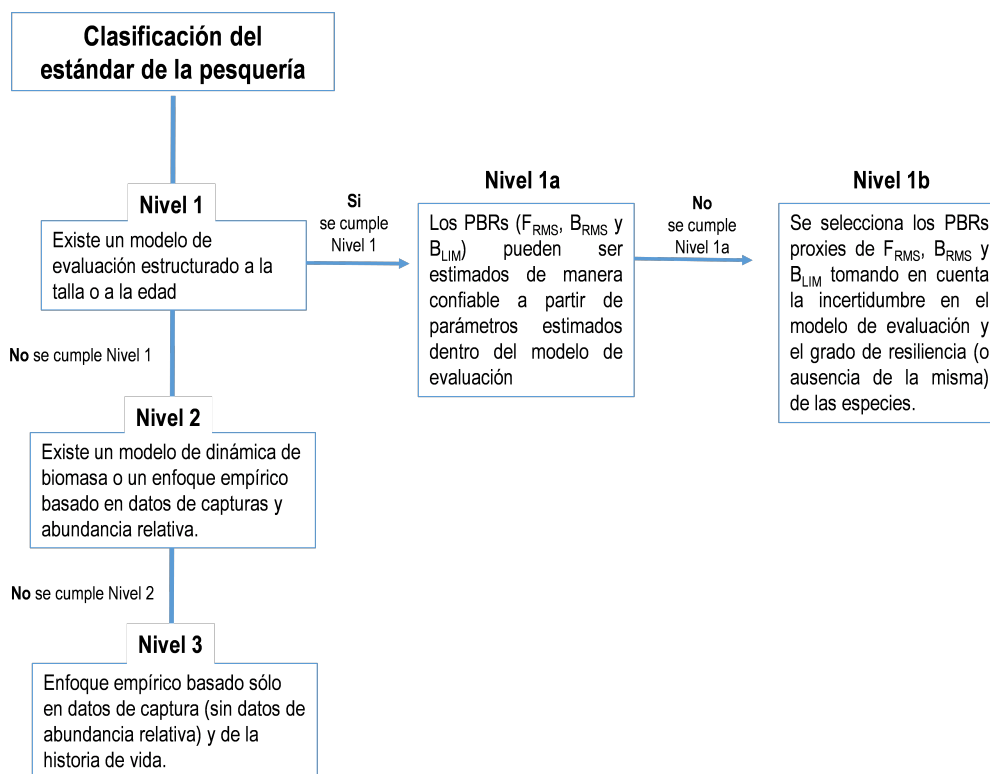 Clasificación del
estándar de la pesquería
Nivel 1
Existe un modelo de
evaluación estructurado a la
talla o a la edad
Si
se cumple
Nivel 1
Nivel 1a
Los PBRs (FRMS, BRMS y
BLIM) pueden ser
estimados de manera
confiable a partir de
parámetros estimados
dentro del modelo de
evaluación
No
se cumple
Nivel 1a
Nivel 1b
Se selecciona los PBRs
proxies de FRMS, BRMS y
BLIM tomando en cuenta
la incertidumbre en el
modelo de evaluación y
el grado de resiliencia (o
ausencia de la misma)
de las especies.
No se cumple Nivel 1
Nivel 2
Existe un modelo de dinámica de
biomasa o un enfoque empírico
basado en datos de capturas y
abundancia relativa.
No se cumple Nivel 2
Nivel 3
Enfoque empírico basado sólo
en datos de captura (sin datos de
abundancia relativa) y de la
historia de vida.